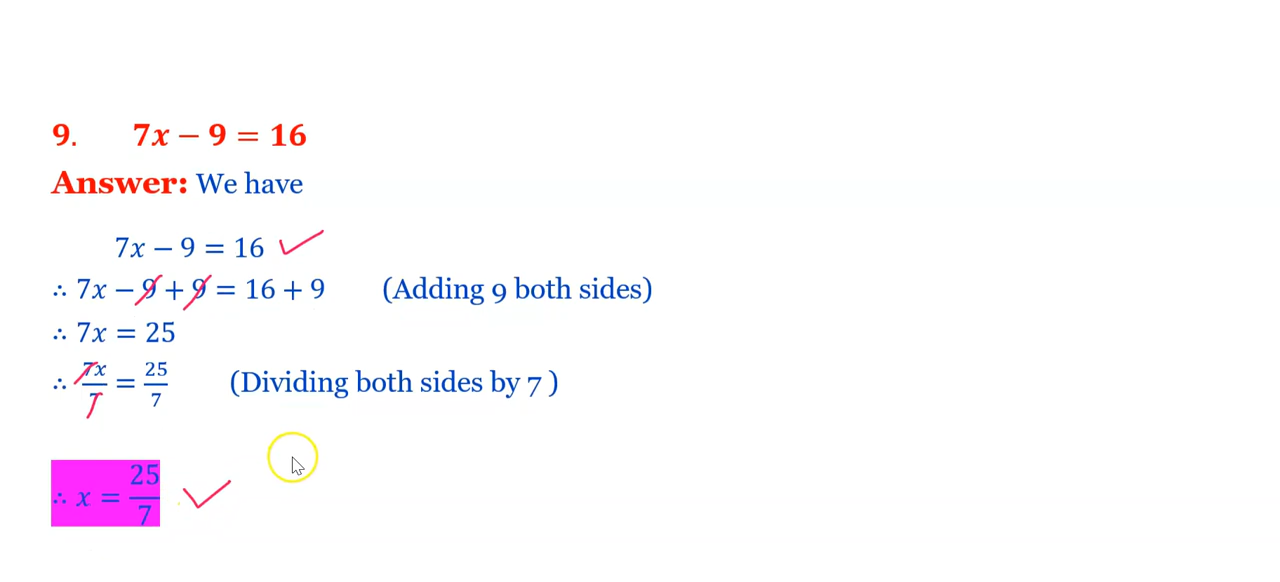 9. 7x − 9 = 16
Answer: We have
7x − 9 = 16
∴ 7x − 9 + 9 = 16 + 9 (Adding 9 both sides)
∴ 7x = 25
∴ 7x/7 = 25/7 (Dividing both sides by 7 )
∴ x = 25/7